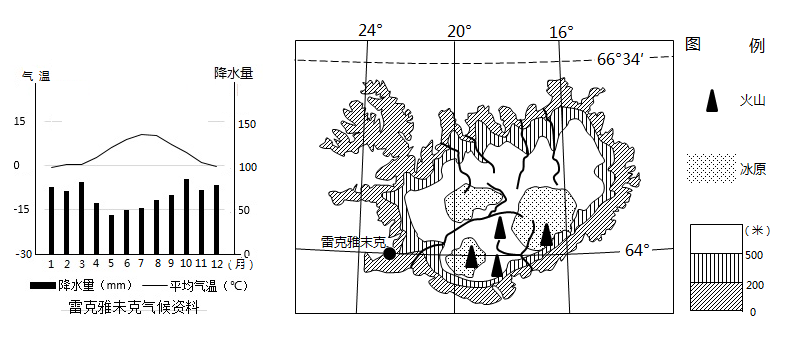 气温
降水量
15
0
-15
-30
150
100
50
0
1 2 3 4 5 6 7 8 9 10 11 12 (月)
降水量（mm） 平均气温（℃）
雷克雅未克气候资料
24° 20° 16°
66°34′
雷克雅未克
64°
图 例
火山
冰原
(米)
500
200
0